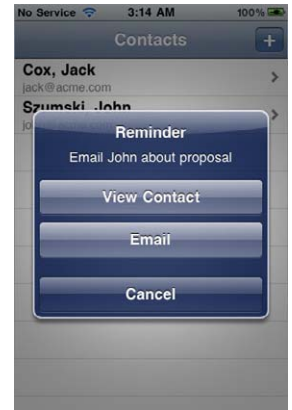 No Service 3:14 AM 100%
Contacts +
Cox, Jack
jack@acme.com
Szumski, John
jo
Reminder
Email John about proposal
View Contact
Email
Cancel